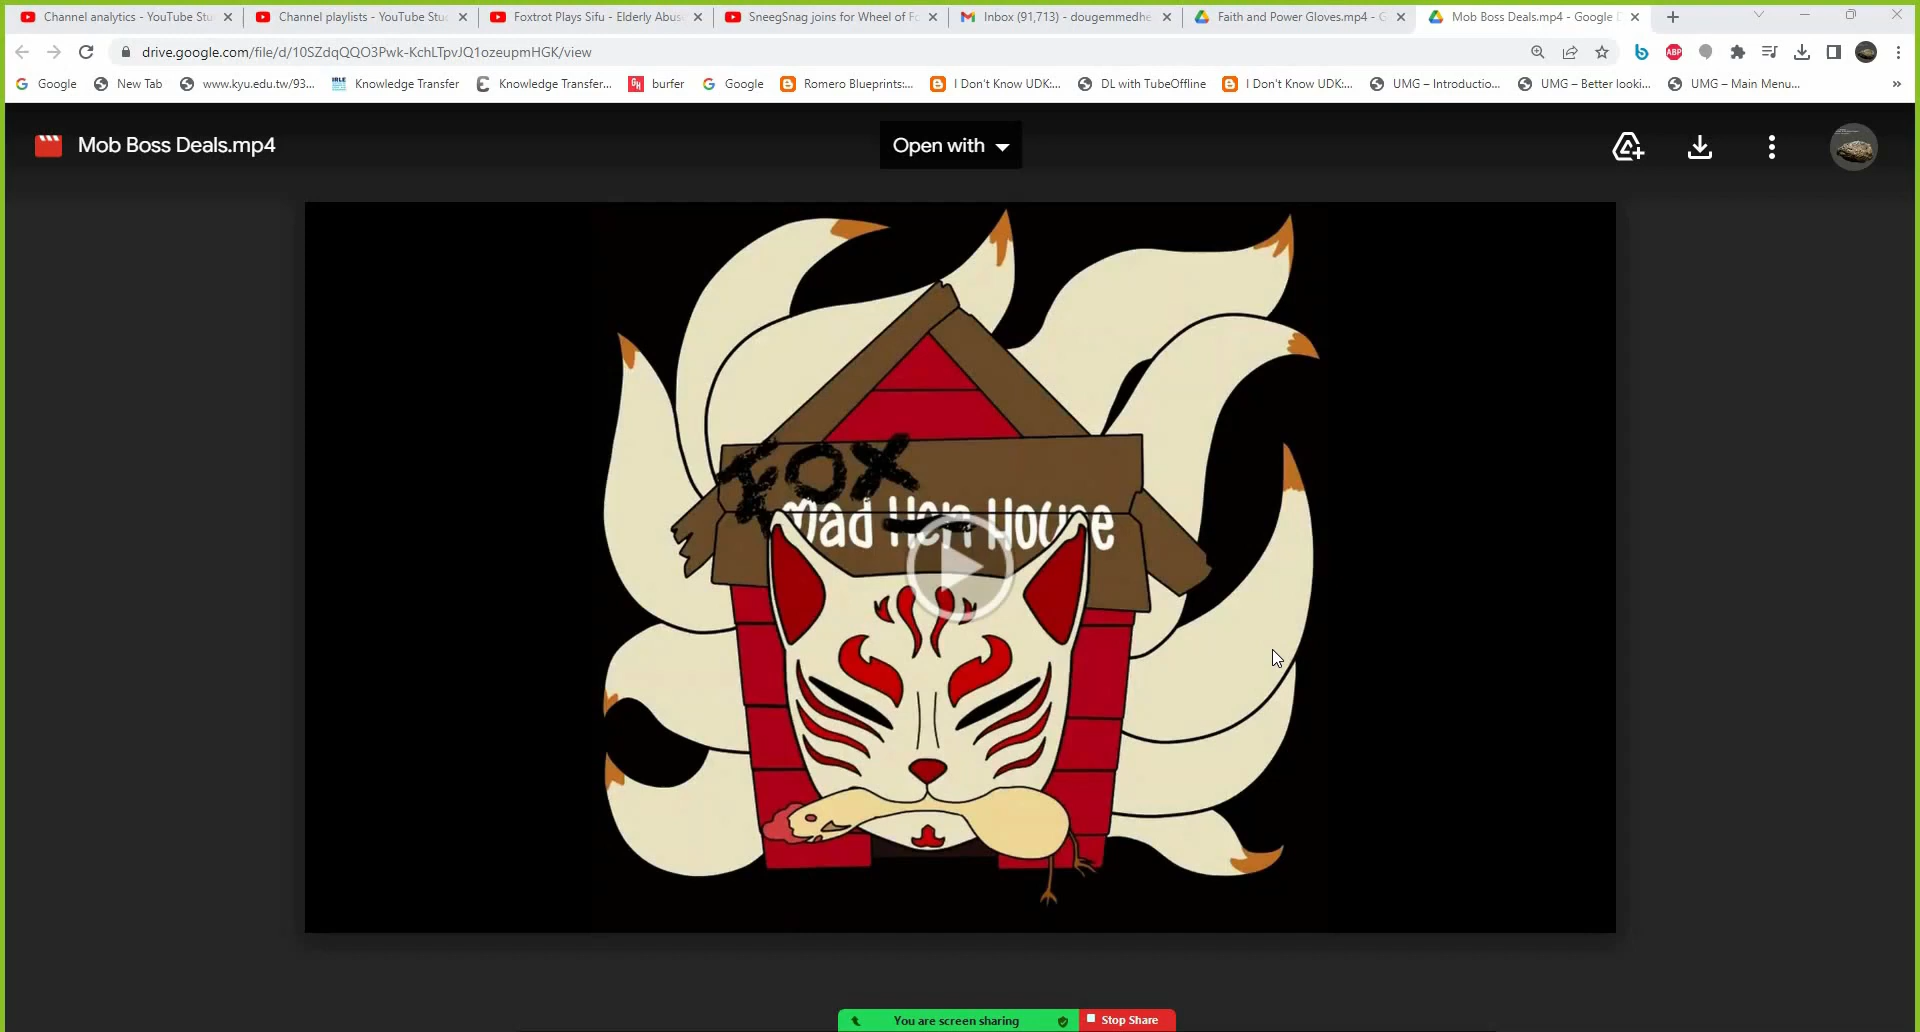 Channel analytics - YouTube Stu
Channel playlists - YouTube Stud
Foxtrot Plays Sifu - Elderly Abus
SneegSnag joins for Wheel of Fo
Inbox (91,713) - dougemmedhe
Faith and Power Gloves.mp4 - G
Mob Boss Deals.mp4 - Google D
drive.google.com/file/d/10SZdqQQO3Pwk-KchLTpvJQ1ozeupmHGK/view
ABP
Google
New Tab
www.kyu.edu.tw/93...
IRLE
Knowledge Transfer
Knowledge Transfer...
burfer
Google
Romero Blueprints:...
I Don't Know UDK:...
DL with TubeOffline
I Don't Know UDK:...
UMG – Introductio...
UMG – Better looki...
UMG – Main Menu...
»
Mob Boss Deals.mp4
Open with
FOX
Mad Hen House
You are screen sharing
Stop Share